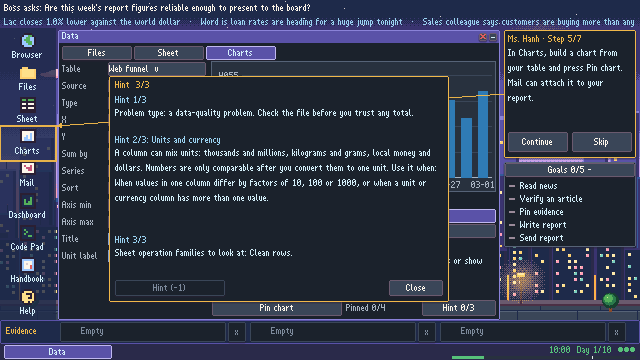 Boss asks: Are this week's report figures reliable enough to present to the board?
Lac closes 1.0% lower against the world dollar · Word is loan rates are heading for a huge jump tonight · Sales colleague says customers are buying more than any
Browser
Files
Sheet
Charts
Mail
Dashboard
Code Pad
Handbook
Help
Data
Files
Sheet
Charts
Table
Web funnel v
Source
Type
X
Y
Sum by
Series
Sort
Axis min
Axis max
Title
Unit label
Hint 3/3
Hint 1/3
Problem type: a data-quality problem. Check the file before you trust any total.
Hint 2/3: Units and currency
A column can mix units: thousands and millions, kilograms and grams, local money and
dollars. Numbers are only comparable after you convert them to one unit. Use it when:
When values in one column differ by factors of 10, 100 or 1000, or when a unit or
currency column has more than one value.
Hint 3/3
Sheet operation families to look at: Clean rows.
Hint (-1)
Close
27 03-01
or show
Pin chart
Pinned 0/4
Hint 0/3
Ms. Hanh · Step 5/7
In Charts, build a chart from
your table and press Pin chart.
Mail can attach it to your
report.
Continue
Skip
Goals 0/5 -
— Read news
— Verify an article
— Pin evidence
— Write report
— Send report
Evidence
Empty
x
Empty
x
Empty
x
Data
10:00 Day 1/10